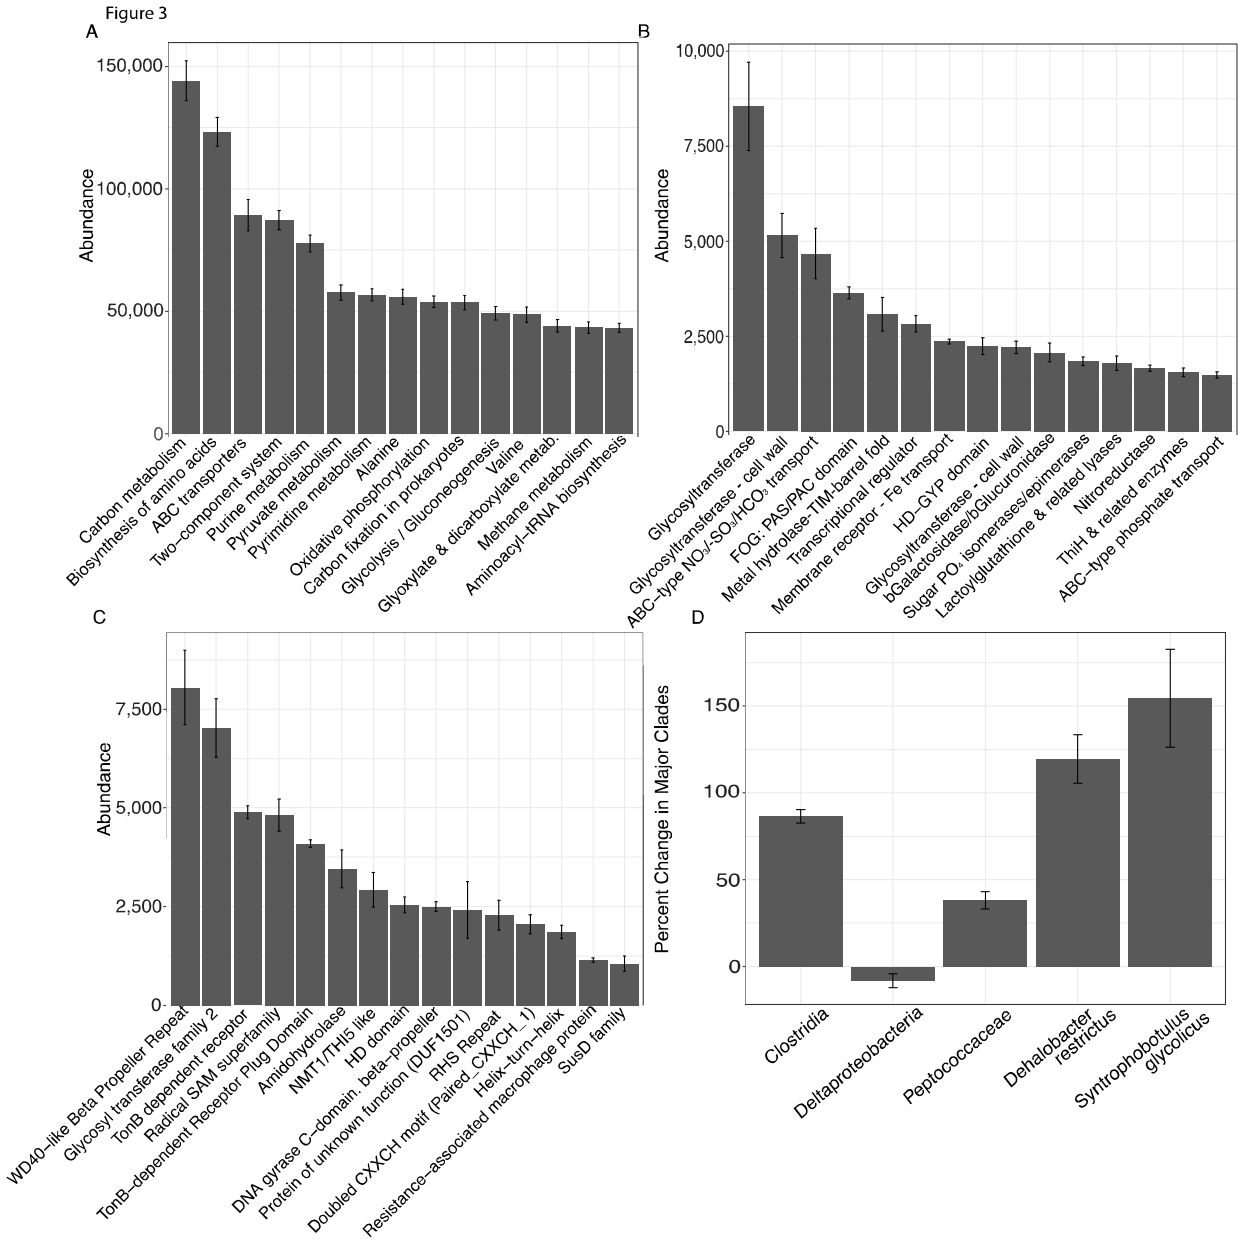 Figure 3
A
Abundance
150,000
100,000
50,000
0
Carbon metabolism
Biosynthesis of amino acids
ABC transporters
Two−component system
Purine metabolism
Pyruvate metabolism
Pyrimidine metabolism
Alanine
Oxidative phosphorylation
Carbon fixation in prokaryotes
Glycolysis / Gluconeogenesis
Valine
Glyoxylate & dicarboxylate metab.
Methane metabolism
Aminoacyl−tRNA biosynthesis
B
Abundance
10,000
7,500
5,000
2,500
0
Glycosyltransferase
Glycosyltransferase - cell wall
ABC−type NO₃/-SO₃/HCO₃ transport
FOG: PAS/PAC domain
Metal hydrolase-TIM−barrel fold
Transcriptional regulator
Membrane receptor - Fe transport
HD−GYP domain
Glycosyltransferase - cell wall
bGalactosidase/bGlucuronidase
Sugar PO₄ isomerases/epimerases
Lactoylglutathione & related lyases
Nitroreductase
ThiH & related enzymes
ABC−type phosphate transport
C
Abundance
7,500
5,000
2,500
0
WD40−like Beta Propeller Repeat
Glycosyl transferase family 2
TonB dependent receptor
Radical SAM superfamily
TonB−dependent Receptor Plug Domain
Amidohydrolase
NMT1/THI5 like
HD domain
DNA gyrase C−domain. beta−propeller
Protein of unknown function (DUF1501)
RHS Repeat
Doubled CXXCH motif (Paired_CXXCH_1)
Helix−turn−helix
Resistance−associated macrophage protein
SusD family
D
Percent Change in Major Clades
150
100
50
0
Clostridia
Deltaproteobacteria
Peptoccaceae
Dehalobacter
restrictus
Syntrophobotulus
glycolicus